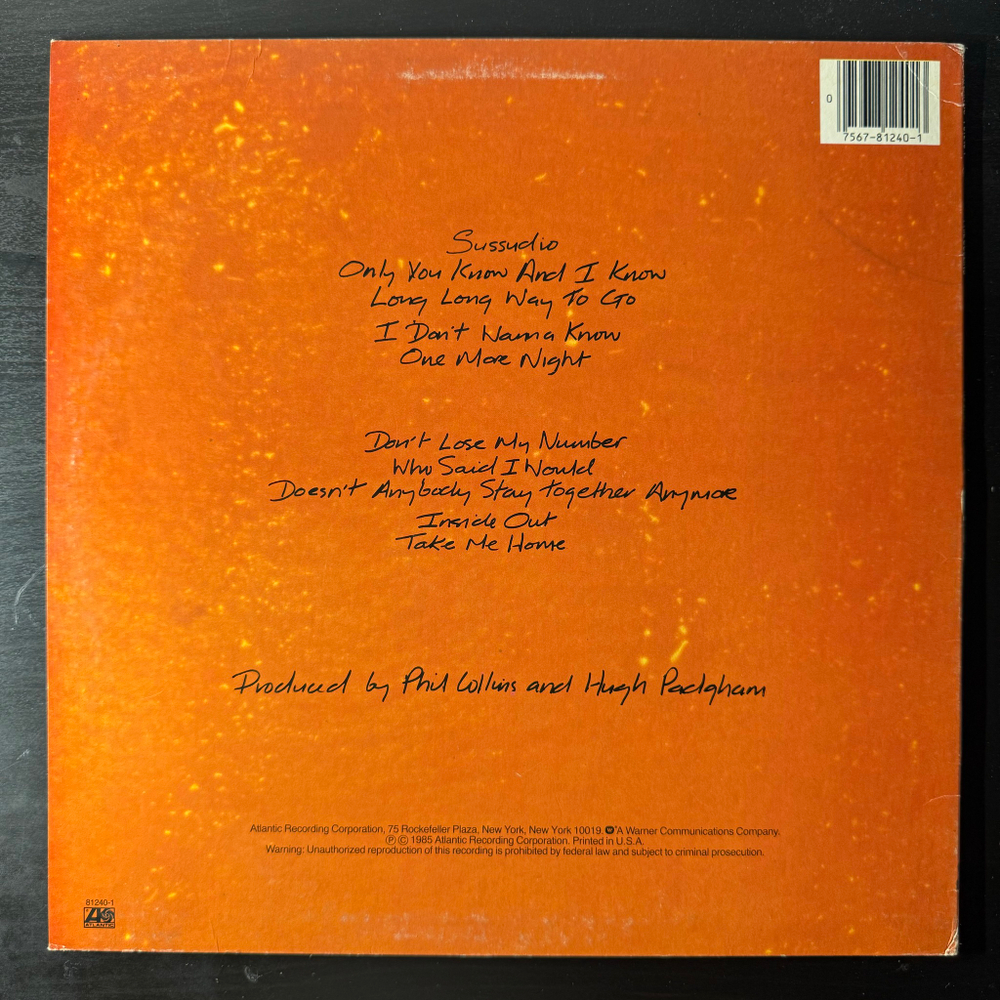 0
7567-81240-1
Sussudio
Only You Know And I Know
Long Long Way To Go
I Don't Wanna Know
One More Night
Don't Lose My Number
Who Said I Would
Doesn't Anybody Stay Together Anymore
Inside Out
Take Me Home
Produced by Phil Collins and Hugh Padgham
Atlantic Recording Corporation, 75 Rockefeller Plaza, New York, New York 10019. A Warner Communications Company.
Ⓟ © 1985 Atlantic Recording Corporation. Printed in U.S.A.
Warning: Unauthorized reproduction of this recording is prohibited by federal law and subject to criminal prosecution.
81240-1
ATLANTIC